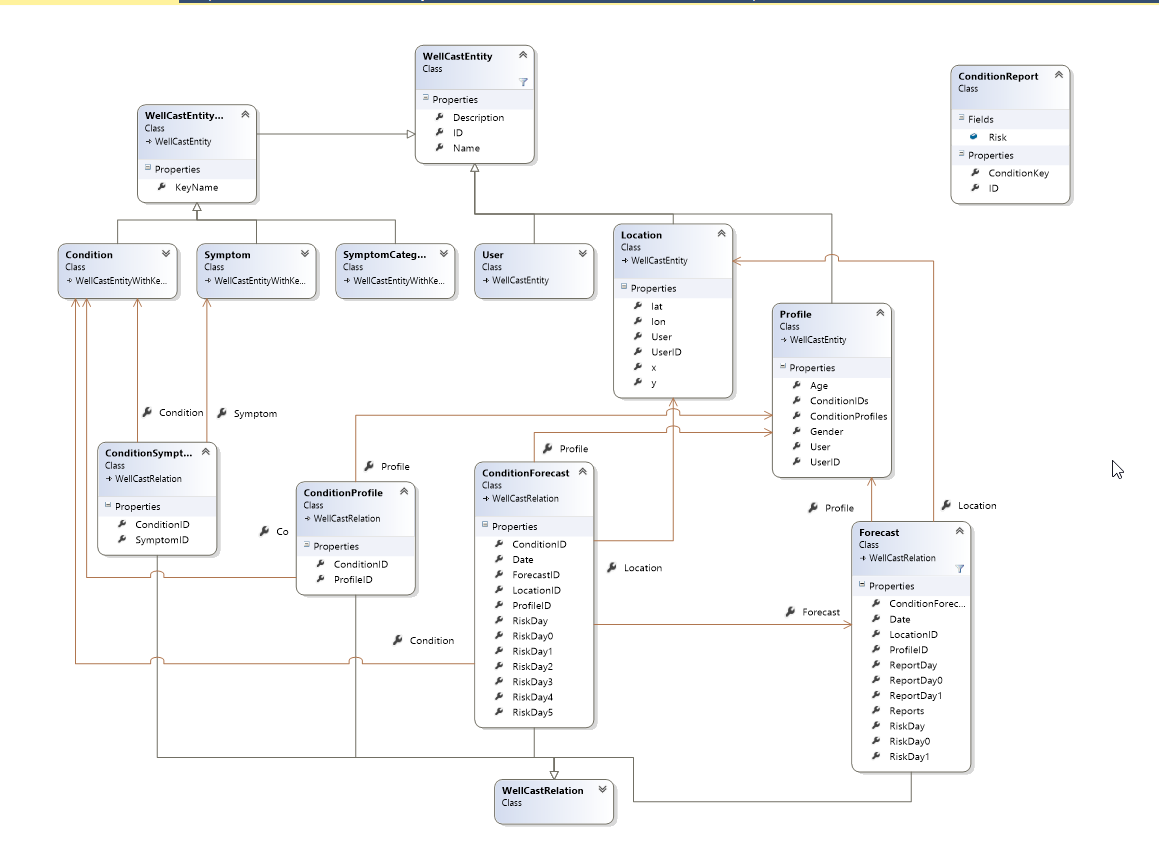 WellCastEntity
Class
Properties
Description
ID
Name
ConditionReport
Class
Fields
Risk
Properties
ConditionKey
ID
WellCastEntity...
Class
WellCastEntity
Properties
KeyName
Condition
Class
WellCastEntityWithKe...
Symptom
Class
WellCastEntityWithKe...
SymptomCateg...
Class
WellCastEntityWithKe...
User
Class
WellCastEntity
Location
Class
WellCastEntity
Properties
lat
lon
User
UserID
x
y
Profile
Class
WellCastEntity
Properties
Age
ConditionIDs
ConditionProfiles
Gender
User
UserID
Condition
Symptom
ConditionSympt...
Class
WellCastRelation
Properties
ConditionID
SymptomID
Profile
ConditionProfile
Class
WellCastRelation
Properties
ConditionID
ProfileID
Co
Profile
ConditionForecast
Class
WellCastRelation
Properties
ConditionID
Date
ForecastID
LocationID
ProfileID
RiskDay
RiskDay0
RiskDay1
RiskDay2
RiskDay3
RiskDay4
RiskDay5
Location
Condition
Forecast
Profile
Location
Forecast
Class
WellCastRelation
Properties
ConditionForec...
Date
LocationID
ProfileID
ReportDay
ReportDay0
ReportDay1
Reports
RiskDay
RiskDay0
RiskDay1
WellCastRelation
Class